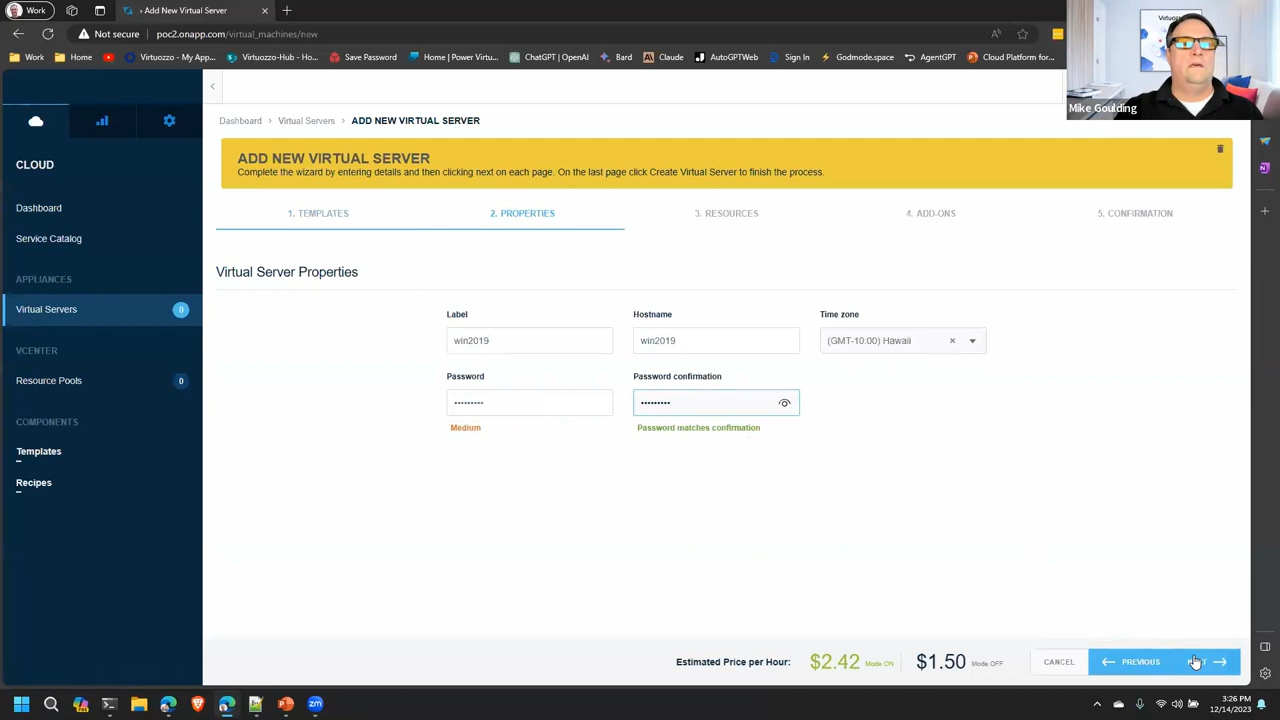 Work
Not secure
poc2.onapp.com/virtual_machines/new
Work
Home
Virtuozzo - My Offic...
Virtuozzo-Hub - Ho...
Save Password
Home | Power Virtu...
ChatGPT | OpenAI
Bard
Claude
AutoGPTWeb
Sign In
Godmode.space
AgentGPT
Cloud Platform for...
Mike Goulding
Dashboard > Virtual Servers > ADD NEW VIRTUAL SERVER
ADD NEW VIRTUAL SERVER
Complete the wizard by entering details and then clicking next on each page. On the last page click Create Virtual Server to finish the process.
CLOUD
Dashboard
Service Catalog
APPLIANCES
Virtual Servers 0
VCENTER
Resource Pools 0
COMPONENTS
Templates
Recipes
1. TEMPLATES
2. PROPERTIES
3. RESOURCES
4. ADD-ONS
5. CONFIRMATION
Virtual Server Properties
Label
Hostname
Time zone
win2019
win2019
(GMT-10:00) Hawaii
Password
Password confirmation
Medium
Password matches confirmation
Estimated Price per Hour: $2.42 Mode ON $1.50 Mode OFF
CANCEL
PREVIOUS
3:26 PM
12/14/2023